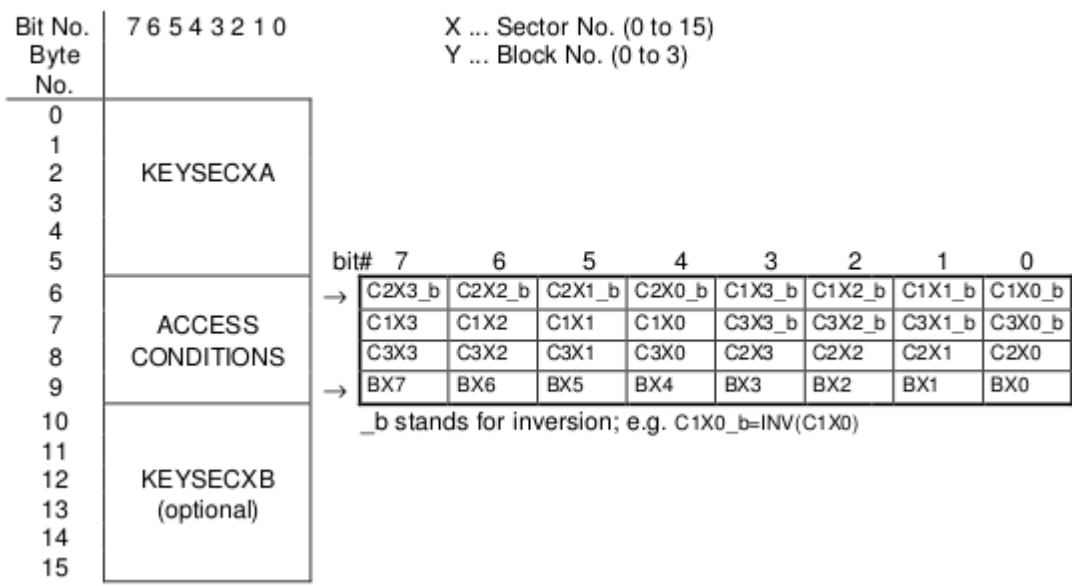 Bit No. 7 6 5 4 3 2 1 0 X ... Sector No. (0 to 15)
Byte Y ... Block No. (0 to 3)
No.
0
1
2 KEYSECXA
3
4
5 bit# 7 6 5 4 3 2 1 0
6 → C2X3_b C2X2_b C2X1_b C2X0_b C1X3_b C1X2_b C1X1_b C1X0_b
7 ACCESS C1X3 C1X2 C1X1 C1X0 C3X3_b C3X2_b C3X1_b C3X0_b
8 CONDITIONS C3X3 C3X2 C3X1 C3X0 C2X3 C2X2 C2X1 C2X0
9 → BX7 BX6 BX5 BX4 BX3 BX2 BX1 BX0
10 _b stands for inversion; e.g. C1X0_b=INV(C1X0)
11
12 KEYSECXB
13 (optional)
14
15